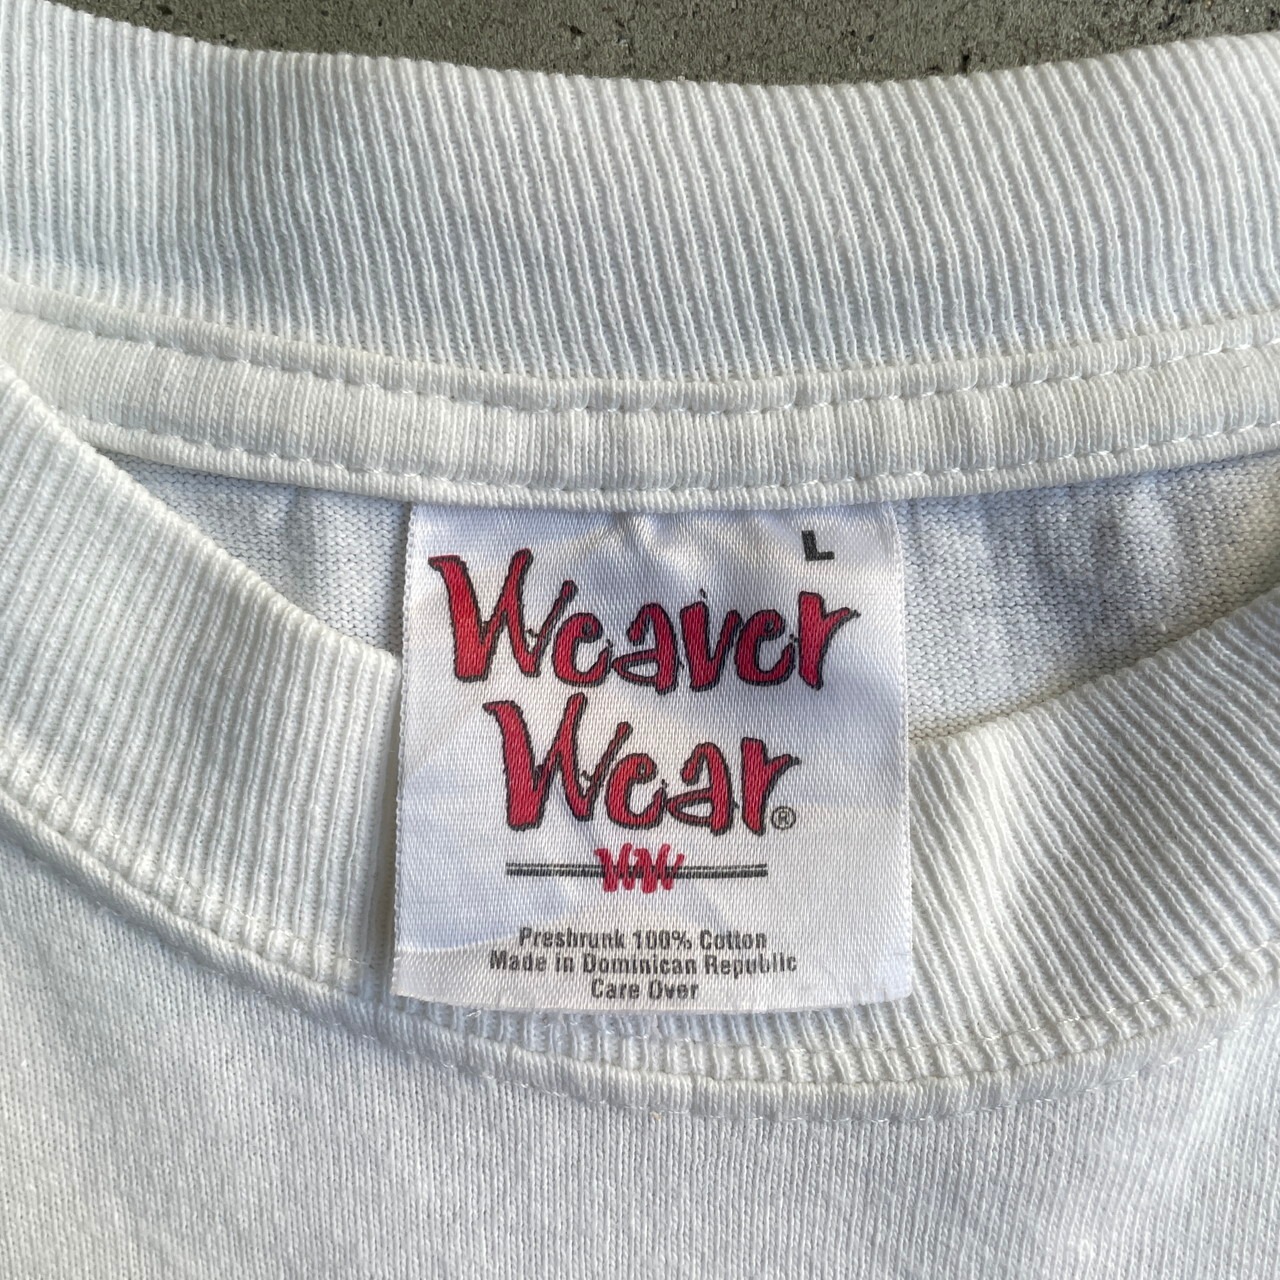 L
Weaver
Wear®
WW
Preshrunk 100% Cotton
Made in Dominican Republic
Care Over